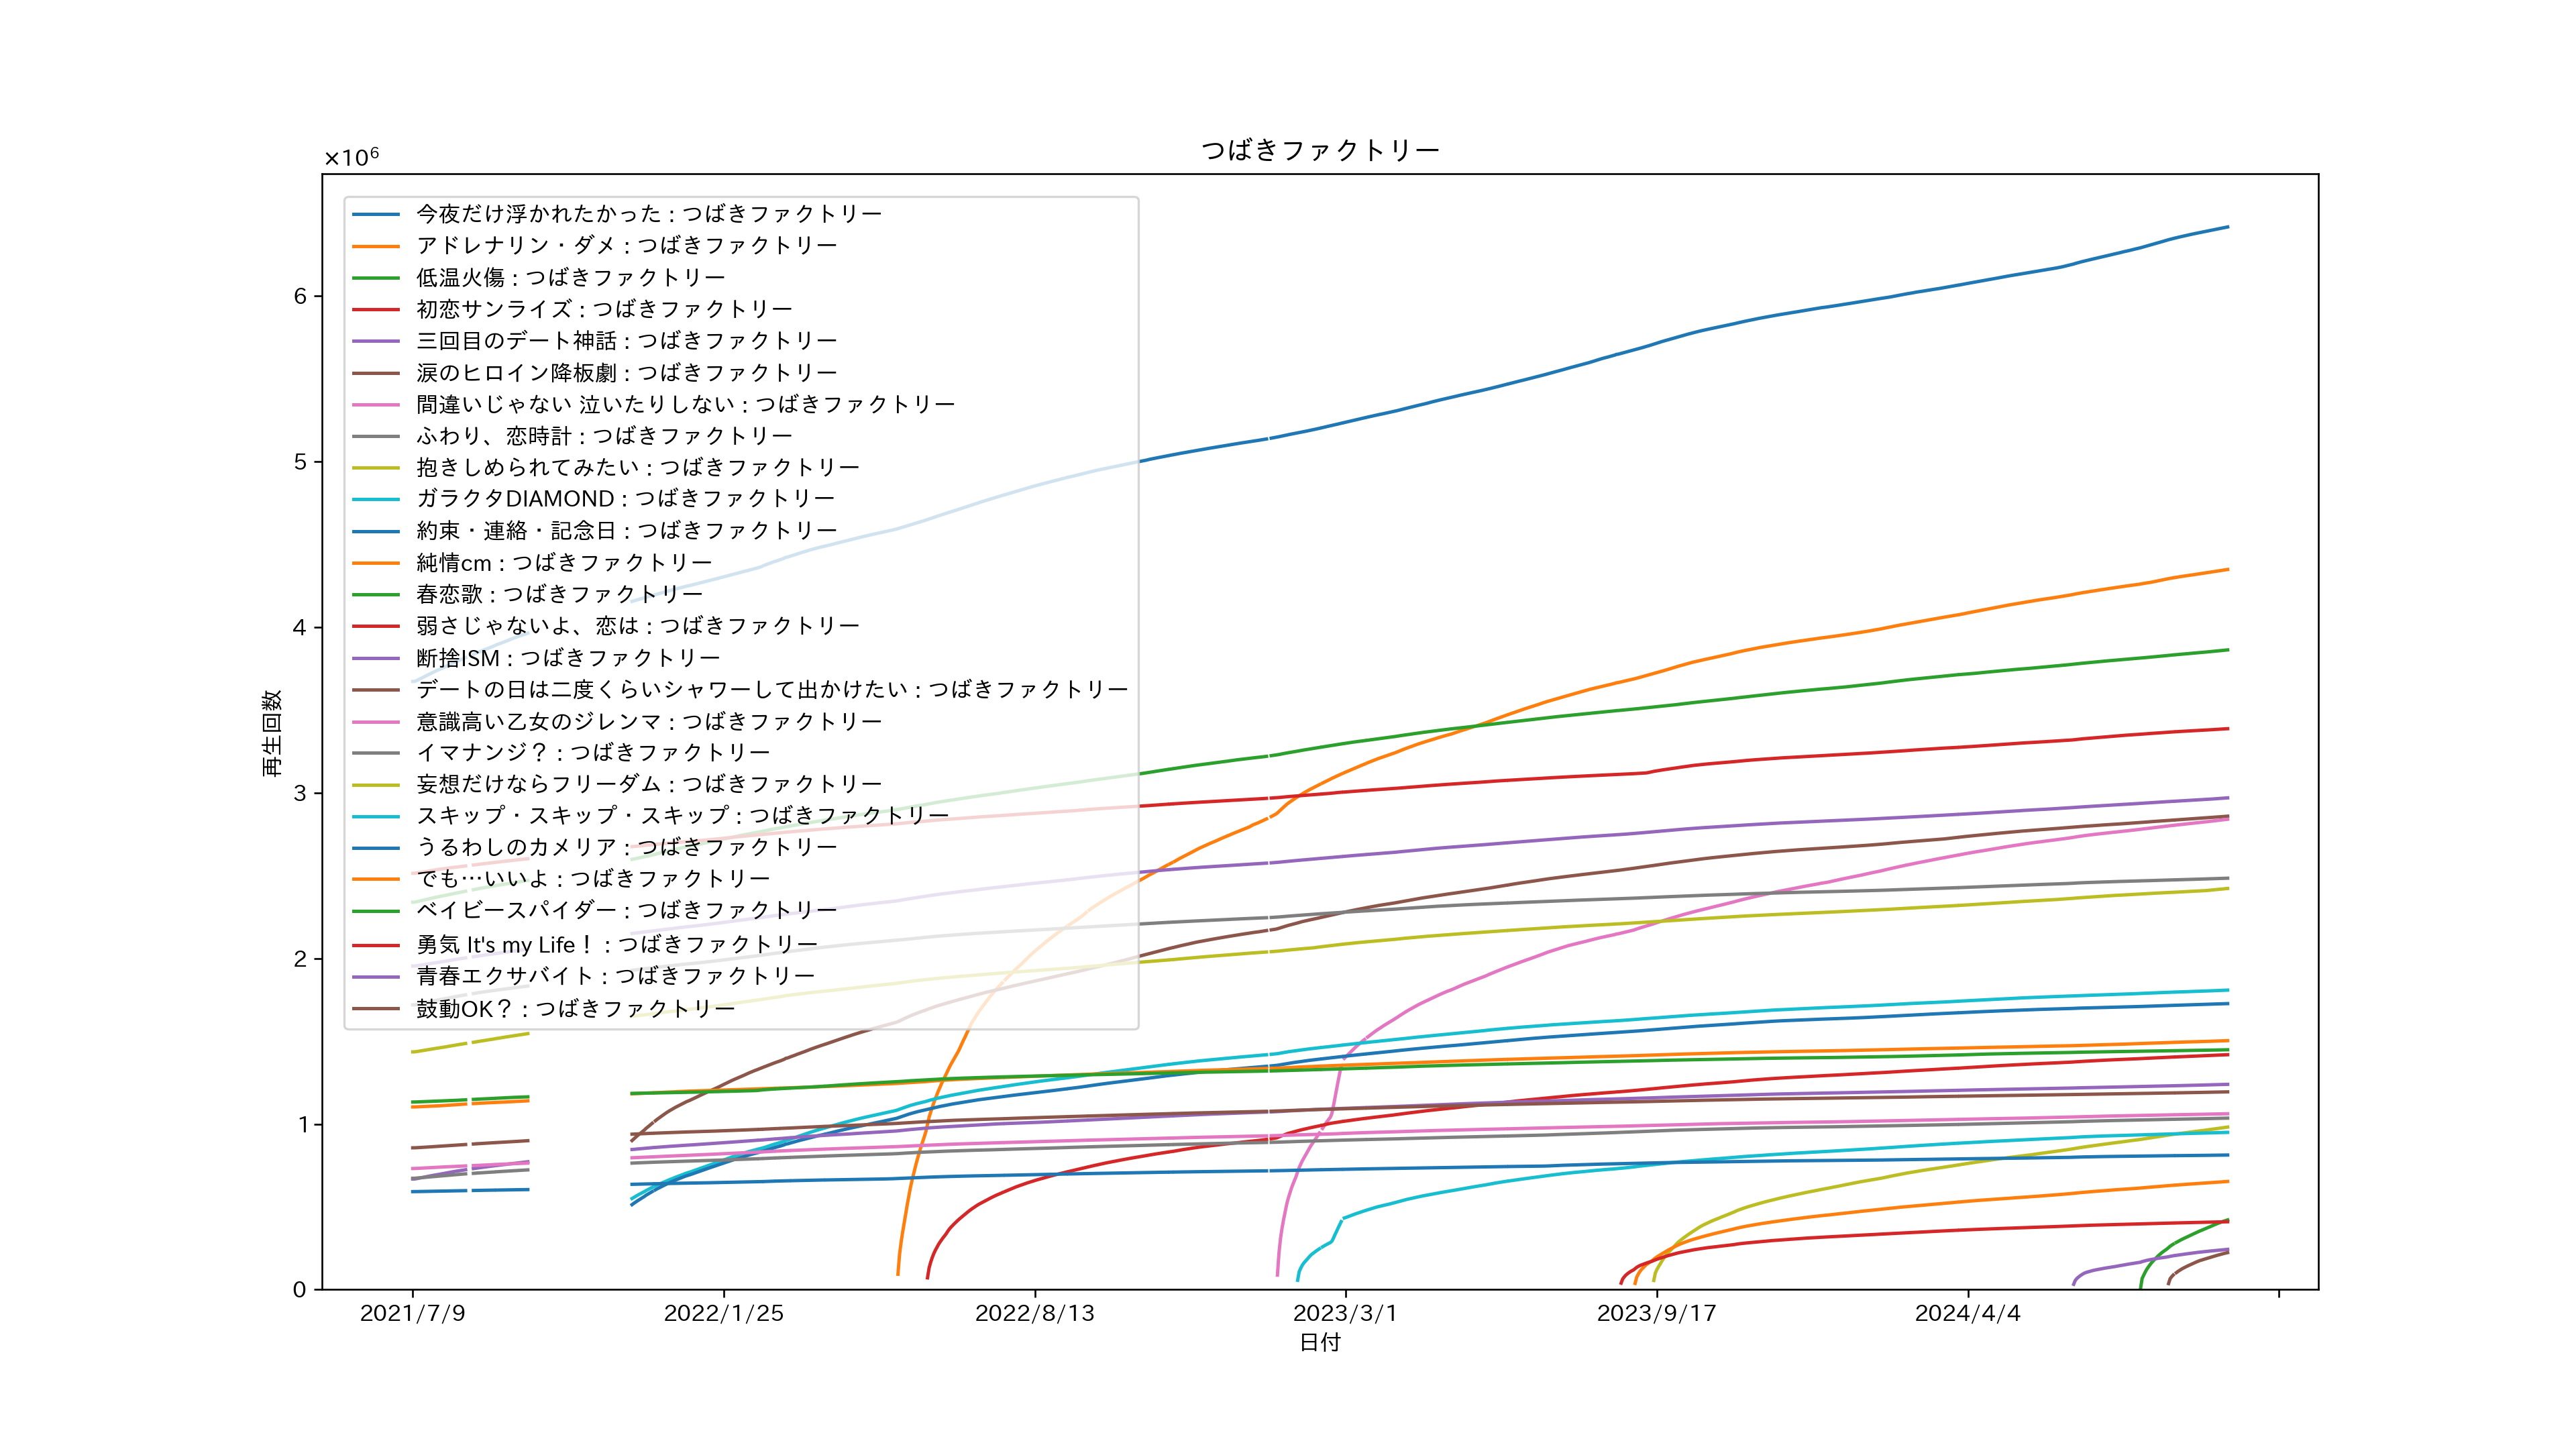 つばきファクトリー
×10⁶
今夜だけ浮かれたかった : つばきファクトリー
アドレナリン・ダメ : つばきファクトリー
低温火傷 : つばきファクトリー
初恋サンライズ : つばきファクトリー
三回目のデート神話 : つばきファクトリー
涙のヒロイン降板劇 : つばきファクトリー
間違いじゃない 泣いたりしない : つばきファクトリー
ふわり、恋時計 : つばきファクトリー
抱きしめられてみたい : つばきファクトリー
ガラクタDIAMOND : つばきファクトリー
約束・連絡・記念日 : つばきファクトリー
純情cm : つばきファクトリー
春恋歌 : つばきファクトリー
弱さじゃないよ、恋は : つばきファクトリー
断捨ISM : つばきファクトリー
デートの日は二度くらいシャワーして出かけたい : つばきファクトリー
意識高い乙女のジレンマ : つばきファクトリー
イマナンジ？ : つばきファクトリー
妄想だけならフリーダム : つばきファクトリー
スキップ・スキップ・スキップ : つばきファクトリー
うるわしのカメリア : つばきファクトリー
でも…いいよ : つばきファクトリー
ベイビースパイダー : つばきファクトリー
勇気 It's my Life！ : つばきファクトリー
青春エクサバイト : つばきファクトリー
鼓動OK？ : つばきファクトリー
再生回数
6
5
4
3
2
1
0
2021/7/9
2022/1/25
2022/8/13
2023/3/1
2023/9/17
2024/4/4
日付